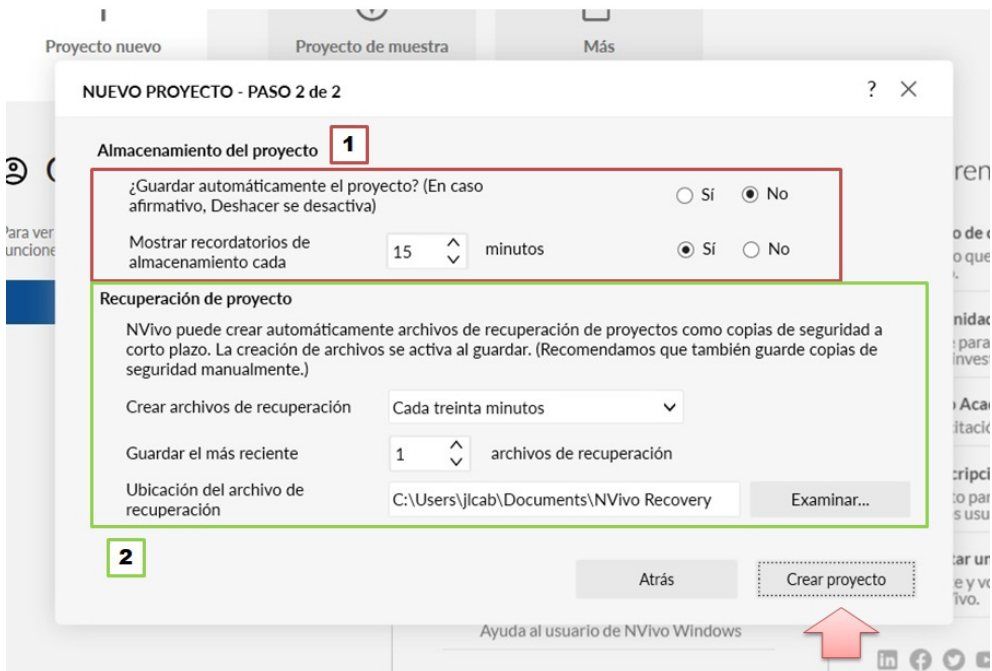 Proyecto nuevo
Proyecto de muestra
Más
NUEVO PROYECTO - PASO 2 de 2
?
Almacenamiento del proyecto
1
¿Guardar automáticamente el proyecto? (En caso
afirmativo, Deshacer se desactiva)
Sí
No
Mostrar recordatorios de
almacenamiento cada
15
minutos
Sí
No
Recuperación de proyecto
NVivo puede crear automáticamente archivos de recuperación de proyectos como copias de seguridad a
corto plazo. La creación de archivos se activa al guardar. (Recomendamos que también guarde copias de
seguridad manualmente.)
Crear archivos de recuperación
Cada treinta minutos
Guardar el más reciente
1
archivos de recuperación
Ubicación del archivo de
recuperación
C:\Users\jlcab\Documents\NVivo Recovery
Examinar...
2
Atrás
Crear proyecto
Ayuda al usuario de NVivo Windows
Para ver